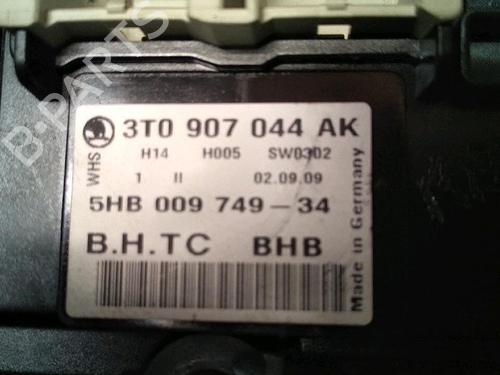 B-PARTS
3T0 907 044 AK
WHS
H14 H005 SW0302
1 II 02.09.09
5HB 009 749-34
B.H.TC BHB
Made in Germany